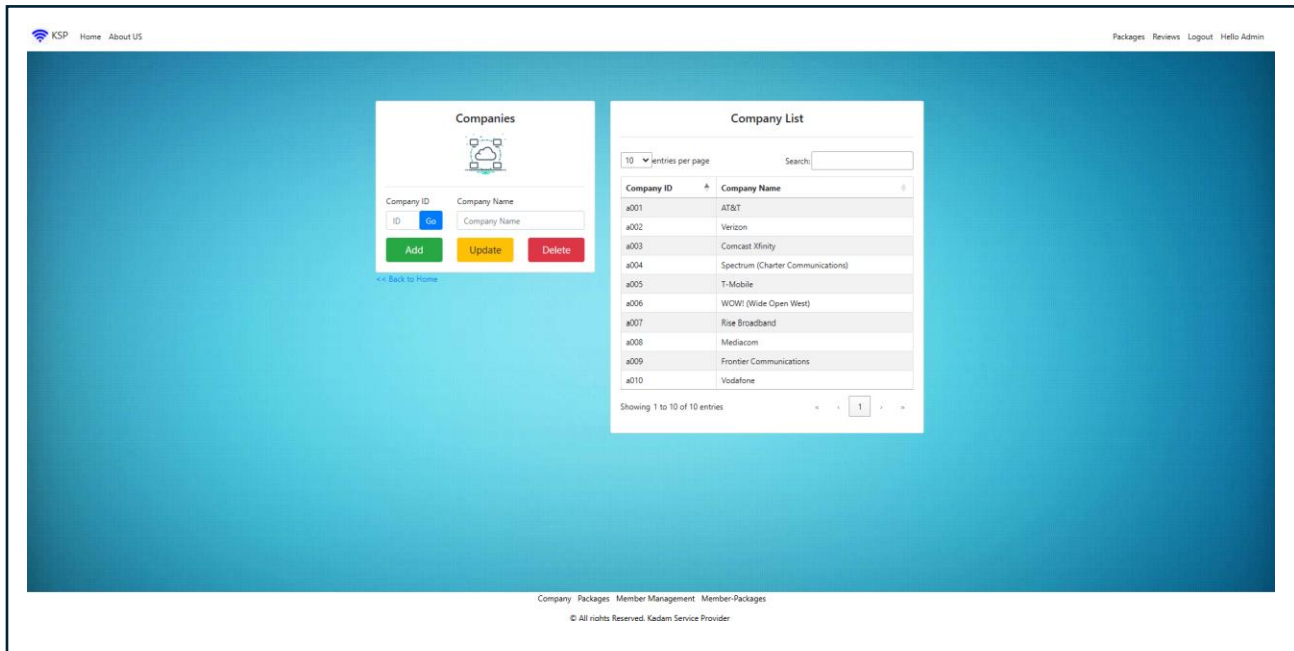 KSP Home About US Packages Reviews Logout Hello Admin
Companies
Company ID Company Name
ID Go Company Name
Add Update Delete
<< Back to Home
Company List
10 entries per page Search:
Company ID Company Name
a001 AT&T
a002 Verizon
a003 Comcast Xfinity
a004 Spectrum (Charter Communications)
a005 T-Mobile
a006 WOW! (Wide Open West)
a007 Rise Broadband
a008 Mediacom
a009 Frontier Communications
a010 Vodafone
Showing 1 to 10 of 10 entries « ‹ 1 › »
Company Packages Member Management Member-Packages
© All rights Reserved. Kadam Service Provider